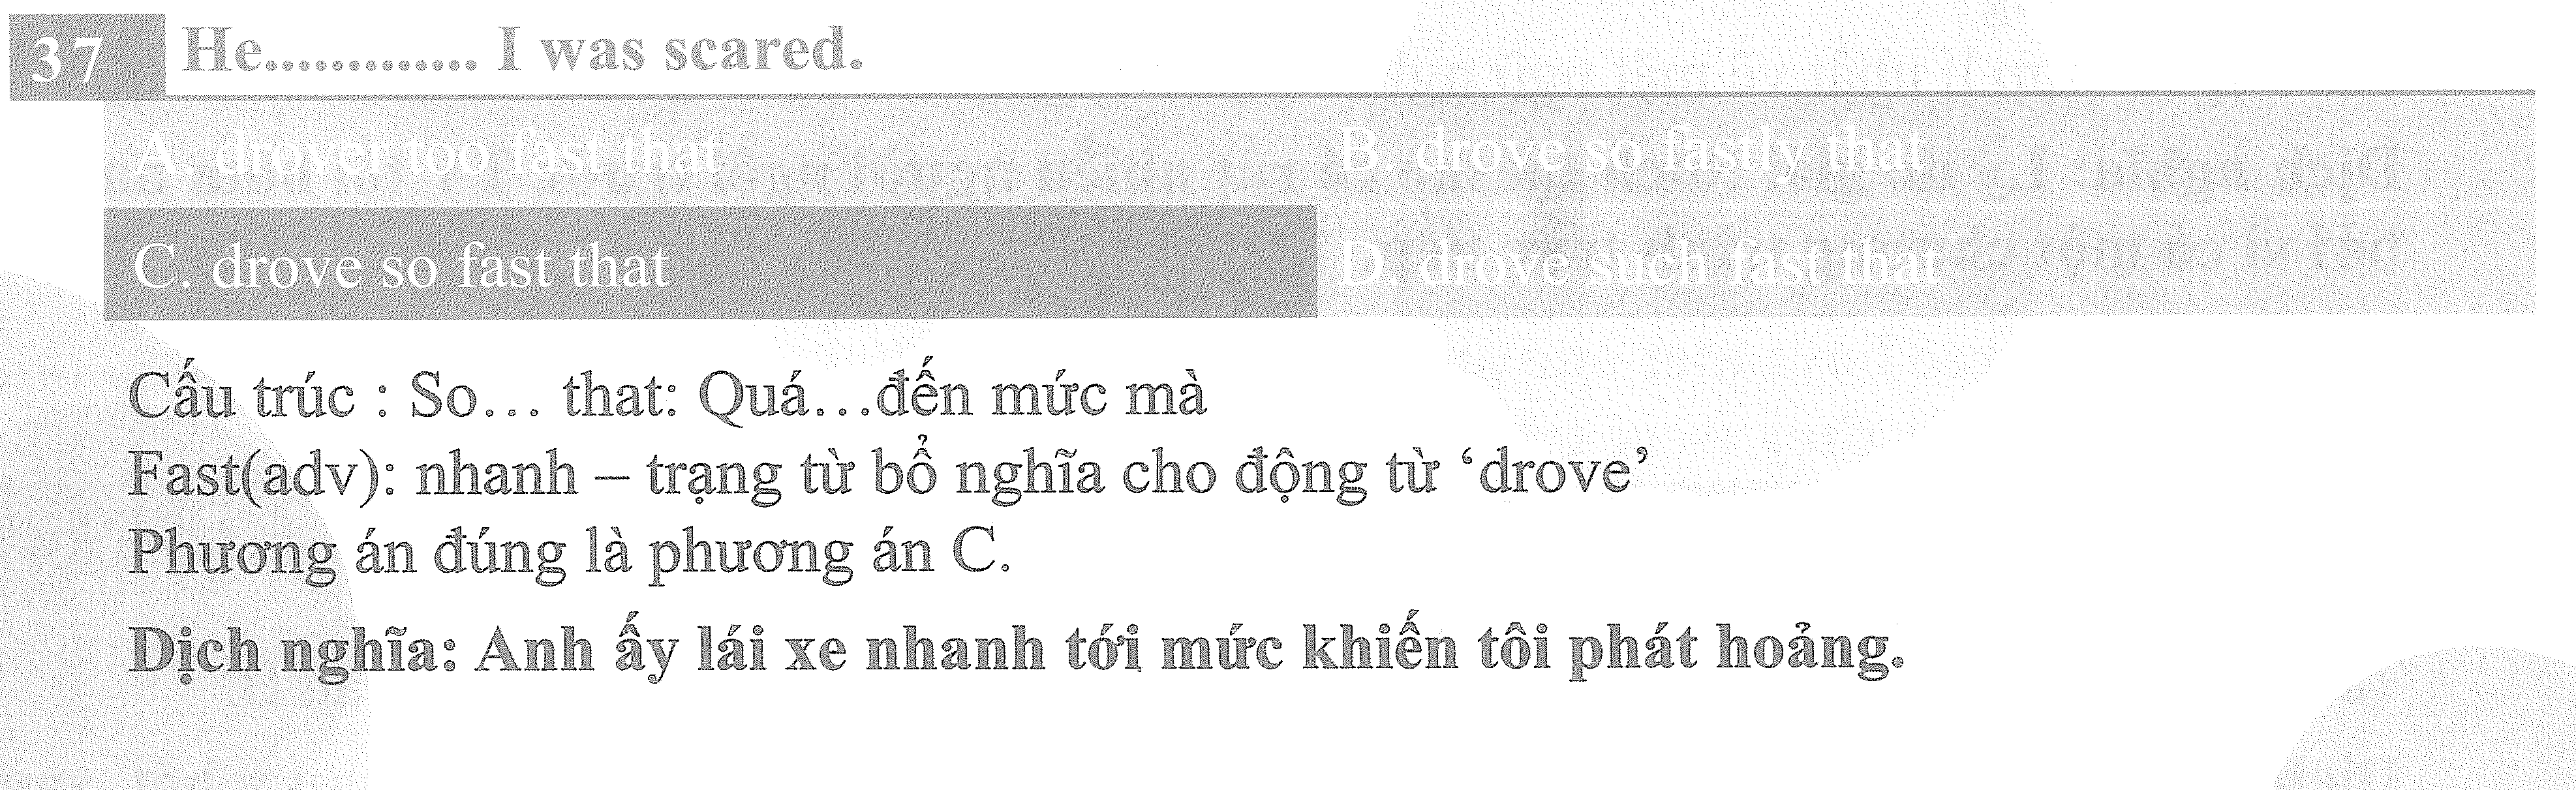 37 He............. I was scared.
A. drover too fast that B. drove so fastly that
C. drove so fast that D. drove such fast that
Cấu trúc : So… that: Quá…đến mức mà
Fast(adv): nhanh – trạng từ bổ nghĩa cho động từ ‘drove’
Phương án đúng là phương án C.
Dịch nghĩa: Anh ấy lái xe nhanh tới mức khiến tôi phát hoảng.